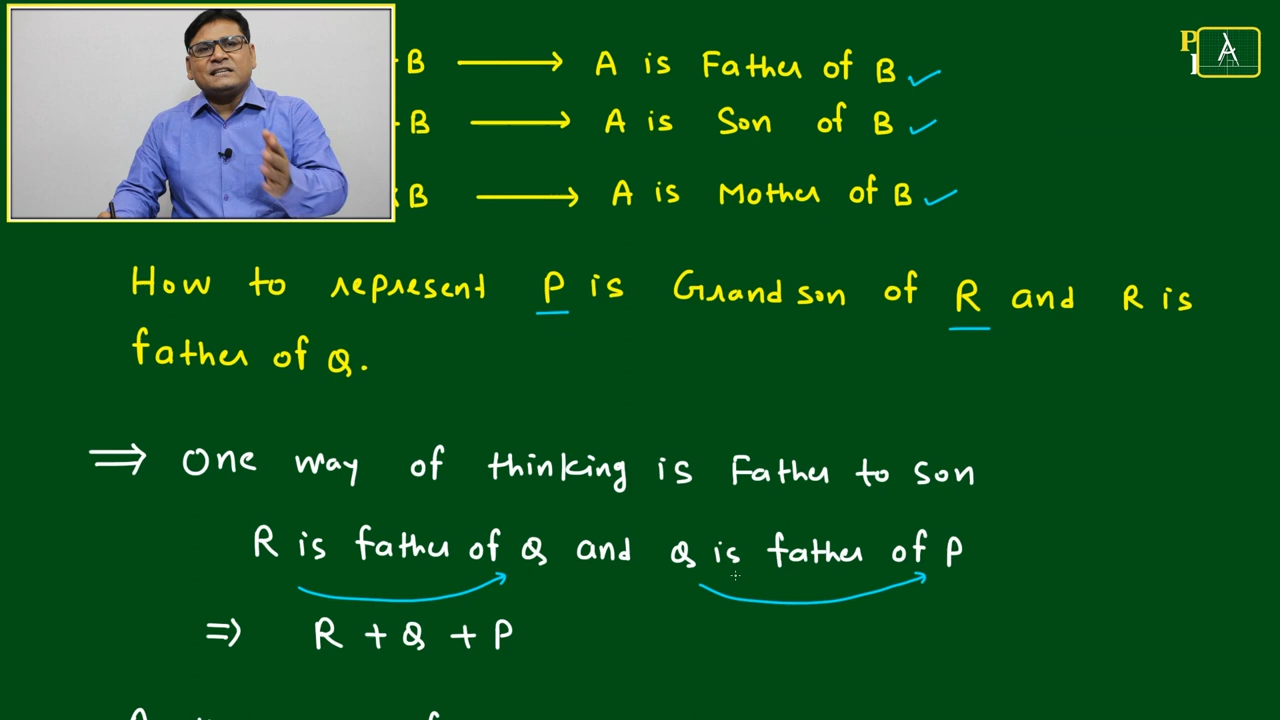 B → A is Father of B ✓
B → A is Son of B ✓
B → A is Mother of B ✓
How to represent P is Grandson of R and R is
father of Q.
⇒ One way of thinking is Father to son
R is father of Q and Q is father of P
⇒ R + Q + P